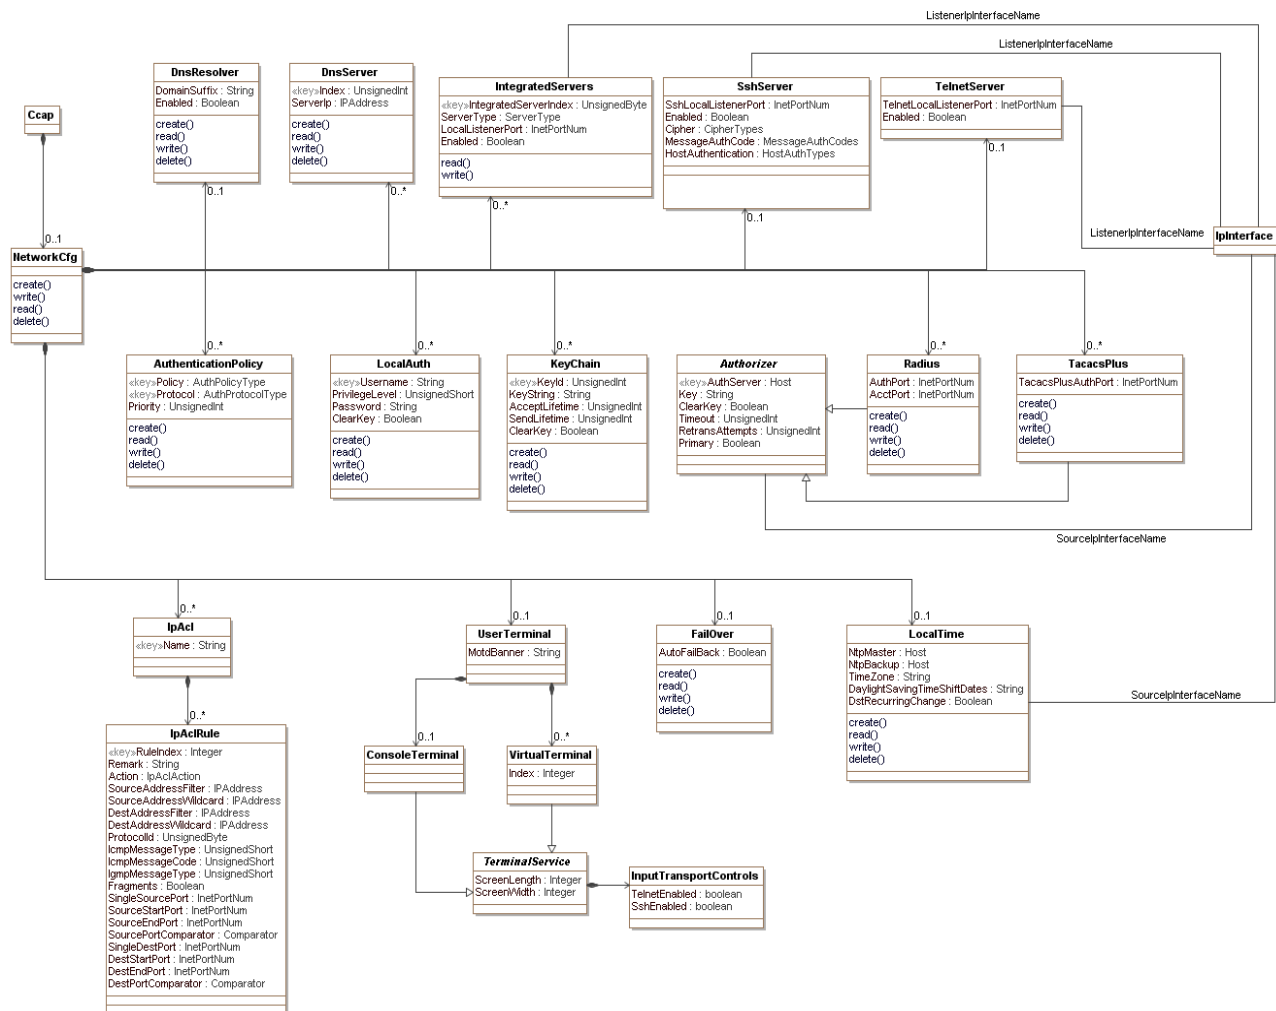 ListenerIpInterfaceName
ListenerIpInterfaceName
DnsResolver
DomainSuffix : String
Enabled : Boolean
create()
read()
write()
delete()
0..1
DnsServer
«key»Index : UnsignedInt
ServerIp : IPAddress
create()
read()
write()
delete()
0..*
IntegratedServers
«key»IntegratedServerIndex : UnsignedByte
ServerType : ServerType
LocalListenerPort : InetPortNum
Enabled : Boolean
read()
write()
0..*
SshServer
SshLocalListenerPort : InetPortNum
Enabled : Boolean
Cipher : CipherTypes
MessageAuthCode : MessageAuthCodes
HostAuthentication : HostAuthTypes
0..1
TelnetServer
TelnetLocalListenerPort : InetPortNum
Enabled : Boolean
0..1
Ccap
0..1
ListenerIpInterfaceName
IpInterface
NetworkCfg
create()
write()
read()
delete()
0..*
AuthenticationPolicy
«key»Policy : AuthPolicyType
«key»Protocol : AuthProtocolType
Priority : UnsignedInt
create()
read()
write()
delete()
0..*
LocalAuth
«key»Username : String
PrivilegeLevel : UnsignedShort
Password : String
ClearKey : Boolean
create()
read()
write()
delete()
0..*
KeyChain
«key»KeyId : UnsignedInt
KeyString : String
AcceptLifetime : UnsignedInt
SendLifetime : UnsignedInt
ClearKey : Boolean
create()
read()
write()
delete()
Authorizer
«key»AuthServer : Host
Key : String
ClearKey : Boolean
Timeout : UnsignedInt
RetransAttempts : UnsignedInt
Primary : Boolean
0..*
Radius
AuthPort : InetPortNum
AcctPort : InetPortNum
create()
read()
write()
delete()
0..*
TacacsPlus
TacacsPlusAuthPort : InetPortNum
create()
read()
write()
delete()
SourceIpInterfaceName
0..*
IpAcl
«key»Name : String
0..*
IpAclRule
«key»RuleIndex : Integer
Remark : String
Action : IpAclAction
SourceAddressFilter : IPAddress
SourceAddressWildcard : IPAddress
DestAddressFilter : IPAddress
DestAddressWildcard : IPAddress
ProtocolId : UnsignedByte
IcmpMessageType : UnsignedShort
IcmpMessageCode : UnsignedShort
IgmpMessageType : UnsignedShort
Fragments : Boolean
SingleSourcePort : InetPortNum
SourceStartPort : InetPortNum
SourceEndPort : InetPortNum
SourcePortComparator : Comparator
SingleDestPort : InetPortNum
DestStartPort : InetPortNum
DestEndPort : InetPortNum
DestPortComparator : Comparator
0..1
UserTerminal
MotdBanner : String
0..1
ConsoleTerminal
0..*
VirtualTerminal
Index : Integer
TerminalService
ScreenLength : Integer
ScreenWidth : Integer
InputTransportControls
TelnetEnabled : boolean
SshEnabled : boolean
0..1
FailOver
AutoFailBack : Boolean
create()
read()
write()
delete()
0..1
LocalTime
NtpMaster : Host
NtpBackup : Host
TimeZone : String
DaylightSavingTimeShiftDates : String
DstRecurringChange : Boolean
create()
read()
write()
delete()
SourceIpInterfaceName